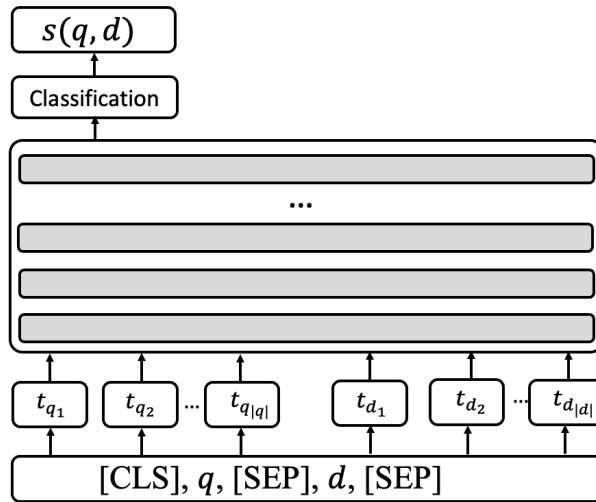 s(q, d)
Classification
...
t_{q_1} t_{q_2} ... t_{q_{|q|}} t_{d_1} t_{d_2} ... t_{d_{|d|}}
[CLS], q, [SEP], d, [SEP]